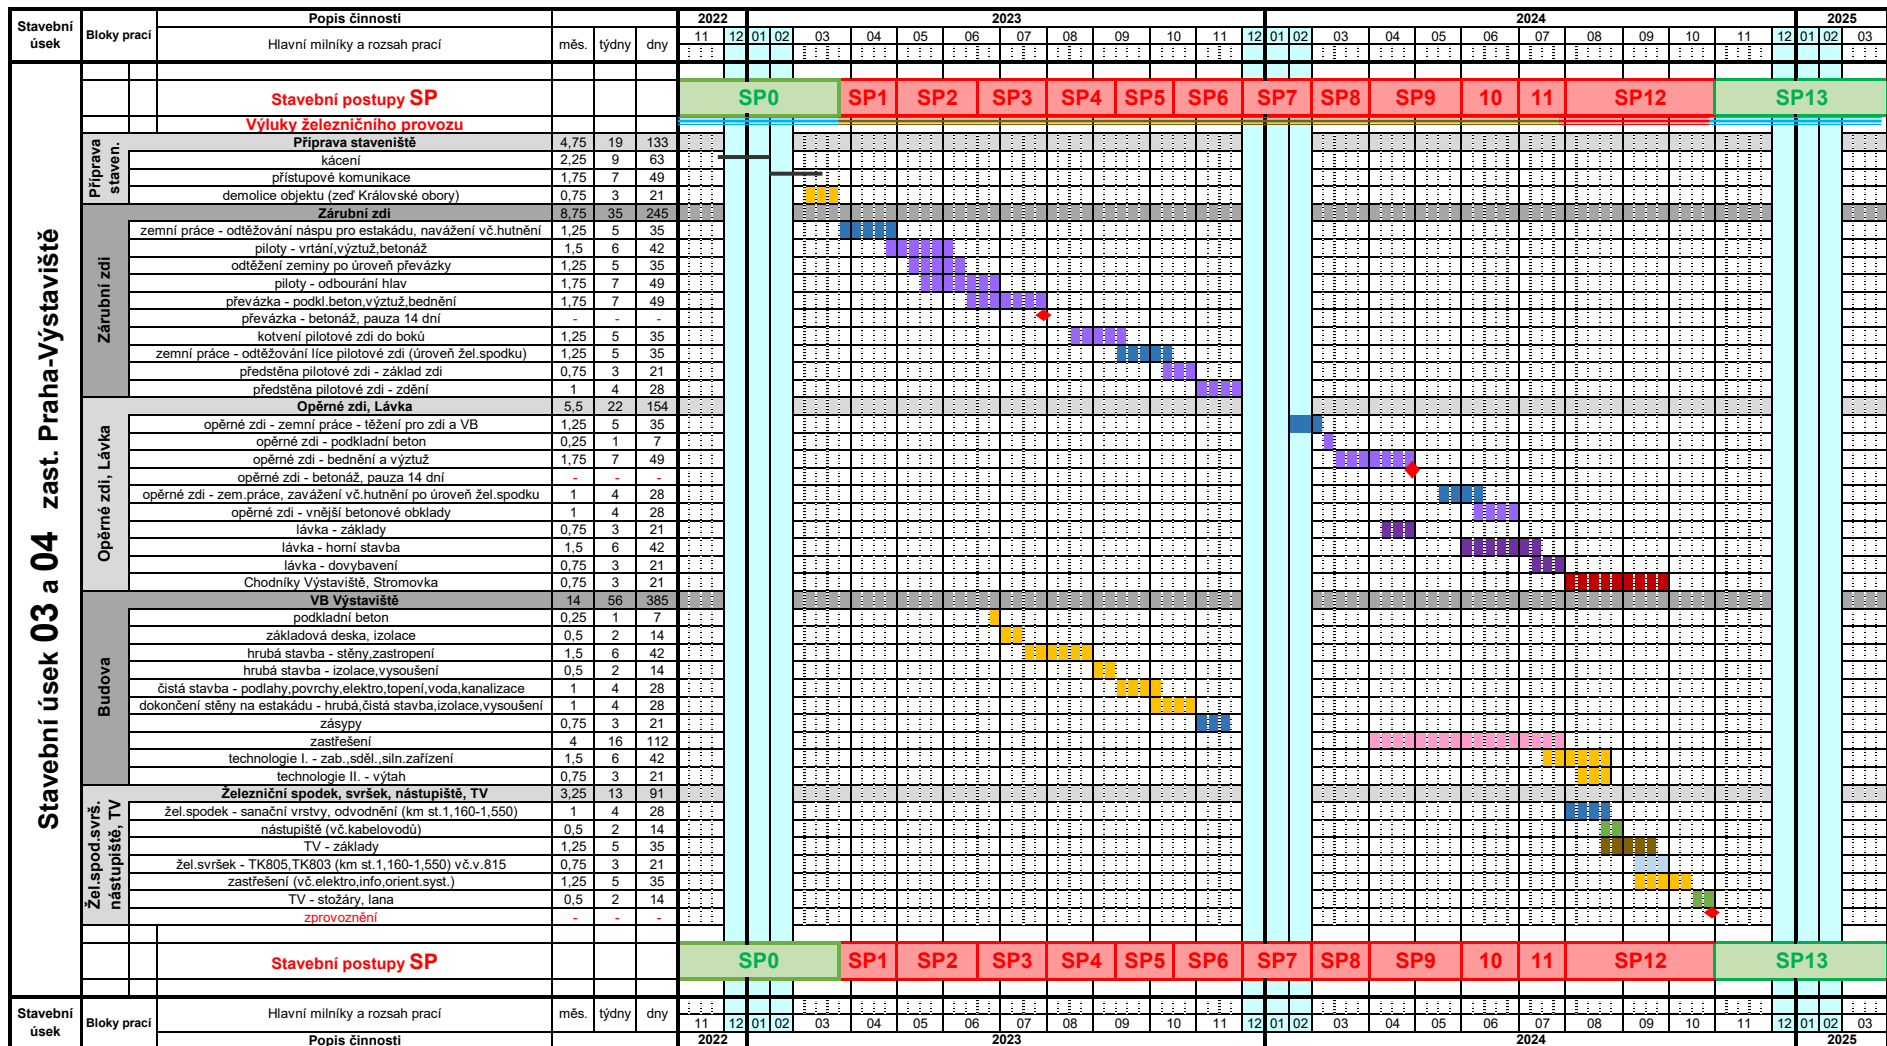 Stavební úsek
Bloky prací
Popis činnosti
2022 2023 2024 2025
Hlavní milníky a rozsah prací měs. týdny dny
11 12 01 02 03 04 05 06 07 08 09 10 11 12 01 02 03 04 05 06 07 08 09 10 11 12 01 02 03
Stavební úsek 03 a 04 zast. Praha-Výstaviště
Stavební postupy SP
SP0 SP1 SP2 SP3 SP4 SP5 SP6 SP7 SP8 SP9 10 11 SP12 SP13
Výluky železničního provozu
Příprava staven.
Příprava staveniště 4,75 19 133
kácení 2,25 9 63
přístupové komunikace 1,75 7 49
demolice objektu (zeď Královské obory) 0,75 3 21
Zárubní zdi
Zárubní zdi 8,75 35 245
zemní práce - odtěžování náspu pro estakádu, navážení vč.hutnění 1,25 5 35
piloty - vrtání,výztuž,betonáž 1,5 6 42
odtěžení zeminy po úroveň převázky 1,25 5 35
piloty - odbourání hlav 1,75 7 49
převázka - podkl.beton,výztuž,bednění 1,75 7 49
převázka - betonáž, pauza 14 dní - - -
kotvení pilotové zdi do boků 1,25 5 35
zemní práce - odtěžování líce pilotové zdi (úroveň žel.spodku) 1,25 5 35
předstěna pilotové zdi - základ zdi 0,75 3 21
předstěna pilotové zdi - zdění 1 4 28
Opěrné zdi, Lávka
Opěrné zdi, Lávka 5,5 22 154
opěrné zdi - zemní práce - těžení pro zdi a VB 1,25 5 35
opěrné zdi - podkladní beton 0,25 1 7
opěrné zdi - bednění a výztuž 1,75 7 49
opěrné zdi - betonáž, pauza 14 dní - - -
opěrné zdi - zem.práce, zavážení vč.hutnění po úroveň žel.spodku 1 4 28
opěrné zdi - vnější betonové obklady 1 4 28
lávka - základy 0,75 3 21
lávka - horní stavba 1,5 6 42
lávka - dovybavení 0,75 3 21
Chodníky Výstaviště, Stromovka 0,75 3 21
Budova
VB Výstaviště 14 56 385
podkladní beton 0,25 1 7
základová deska, izolace 0,5 2 14
hrubá stavba - stěny,zastropení 1,5 6 42
hrubá stavba - izolace,vysoušení 0,5 2 14
čistá stavba - podlahy,povrchy,elektro,topení,voda,kanalizace 1 4 28
dokončení stěny na estakádu - hrubá,čistá stavba,izolace,vysoušení 1 4 28
zásypy 0,75 3 21
zastřešení 4 16 112
technologie I. - zab.,sděl.,siln.zařízení 1,5 6 42
technologie II. - výtah 0,75 3 21
Žel.spod.svrš. nástupiště, TV
Železniční spodek, svršek, nástupiště, TV 3,25 13 91
žel.spodek - sanační vrstvy, odvodnění (km st.1,160-1,550) 1 4 28
nástupiště (vč.kabelovodů) 0,5 2 14
TV - základy 1,25 5 35
žel.svršek - TK805,TK803 (km st.1,160-1,550) vč.v.815 0,75 3 21
zastřešení (vč.elektro,info,orient.syst.) 1,25 5 35
TV - stožáry, lana 0,5 2 14
zprovoznění - - -
Stavební postupy SP
SP0 SP1 SP2 SP3 SP4 SP5 SP6 SP7 SP8 SP9 10 11 SP12 SP13
Stavební úsek
Bloky prací
Hlavní milníky a rozsah prací měs. týdny dny
11 12 01 02 03 04 05 06 07 08 09 10 11 12 01 02 03 04 05 06 07 08 09 10 11 12 01 02 03
Popis činnosti
2022 2023 2024 2025